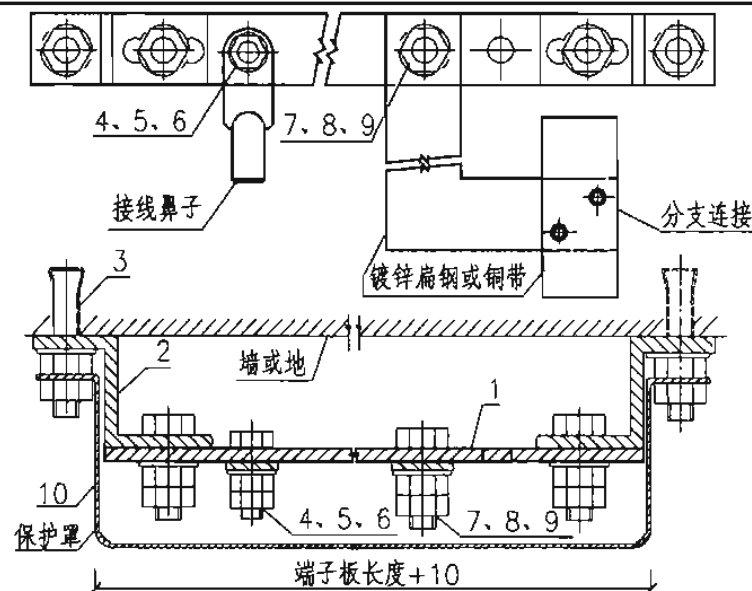 4、5、6
7、8、9
接线鼻子
分支连接
镀锌扁钢或铜带
3
墙或地
2
1
10
4、5、6
7、8、9
保护罩
端子板长度+10